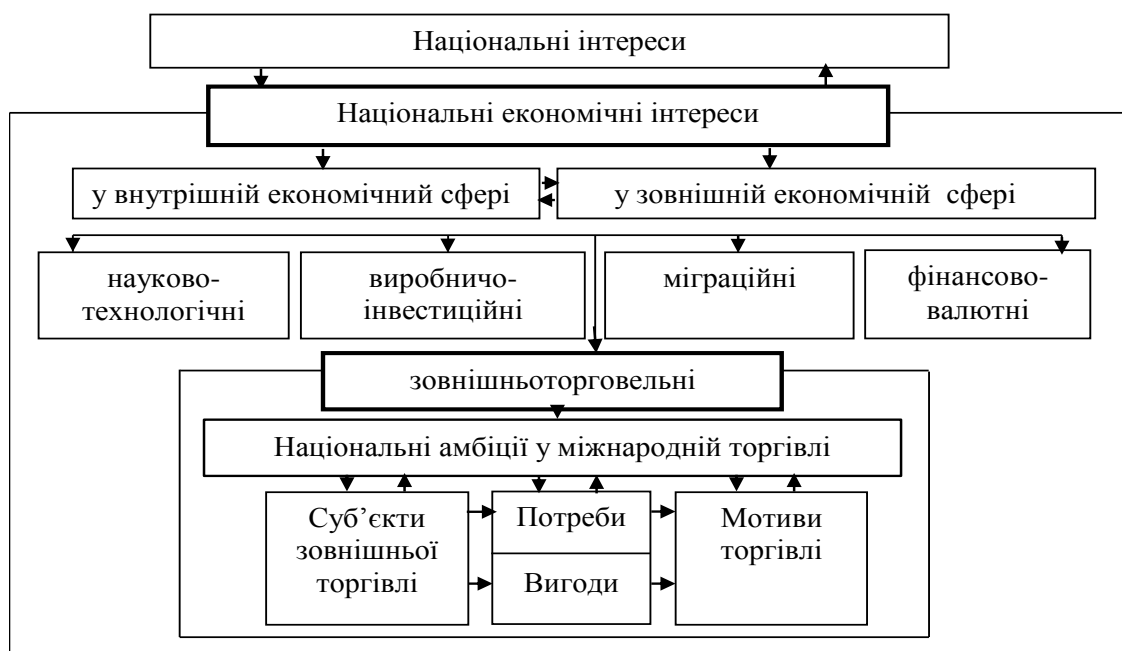 Національні інтереси
Національні економічні інтереси
у внутрішній економічний сфері
у зовнішній економічній сфері
науково-
технологічні
виробничо-
інвестиційні
міграційні
фінансово-
валютні
зовнішньоторговельні
Національні амбіції у міжнародній торгівлі
Суб’єкти
зовнішньої
торгівлі
Потреби
Вигоди
Мотиви
торгівлі